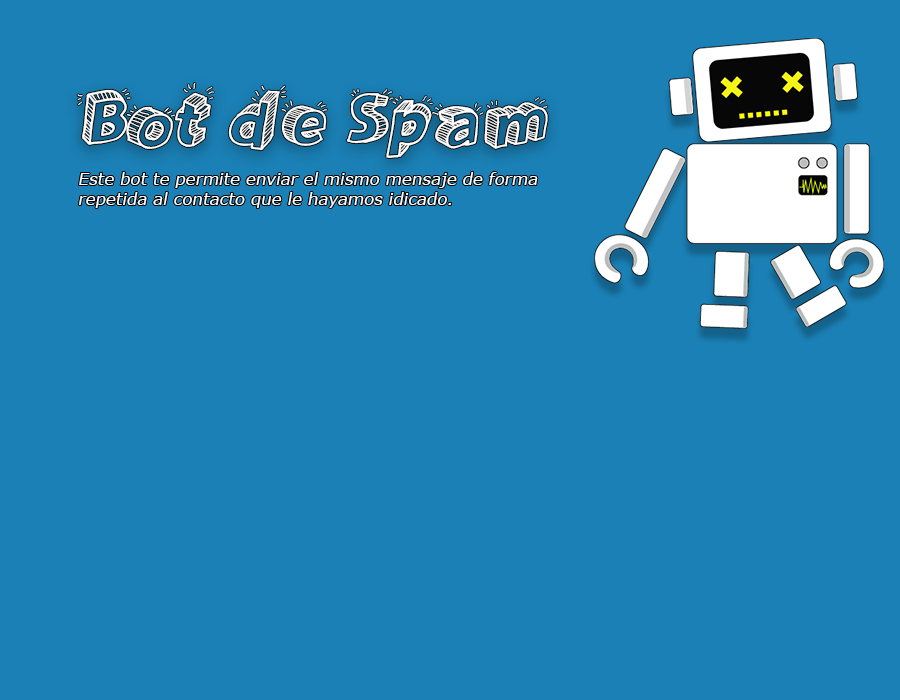 Bot de Spam
Este bot te permite enviar el mismo mensaje de forma
repetida al contacto que le hayamos idicado.